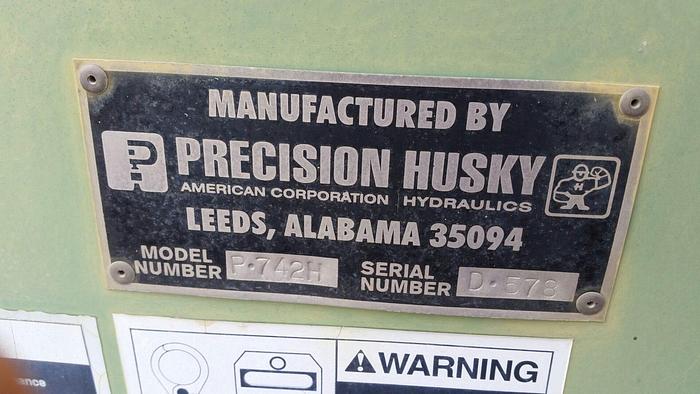 MANUFACTURED BY
PRECISION HUSKY
AMERICAN CORPORATION HYDRAULICS
LEEDS, ALABAMA 35094
MODEL NUMBER P·742H
SERIAL NUMBER D·578
WARNING